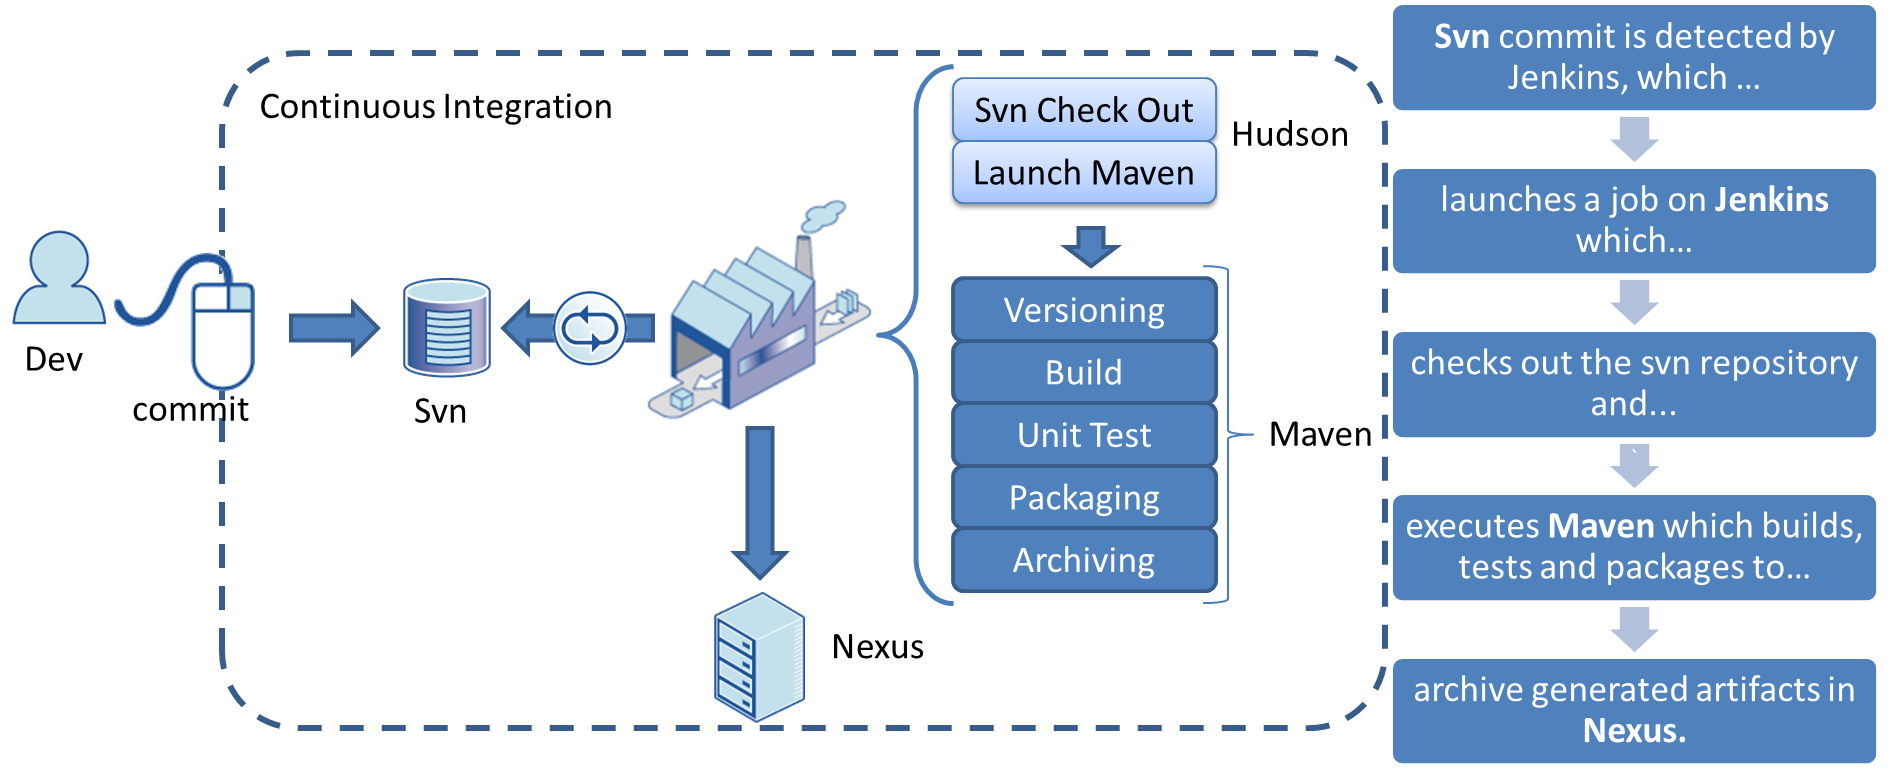 Continuous Integration
Dev
commit
Svn
Nexus
Svn Check Out
Launch Maven
Hudson
Versioning
Build
Unit Test
Packaging
Archiving
Maven
Svn commit is detected by
Jenkins, which ...
launches a job on Jenkins
which...
checks out the svn repository
and...
`
executes Maven which builds,
tests and packages to...
archive generated artifacts in
Nexus.